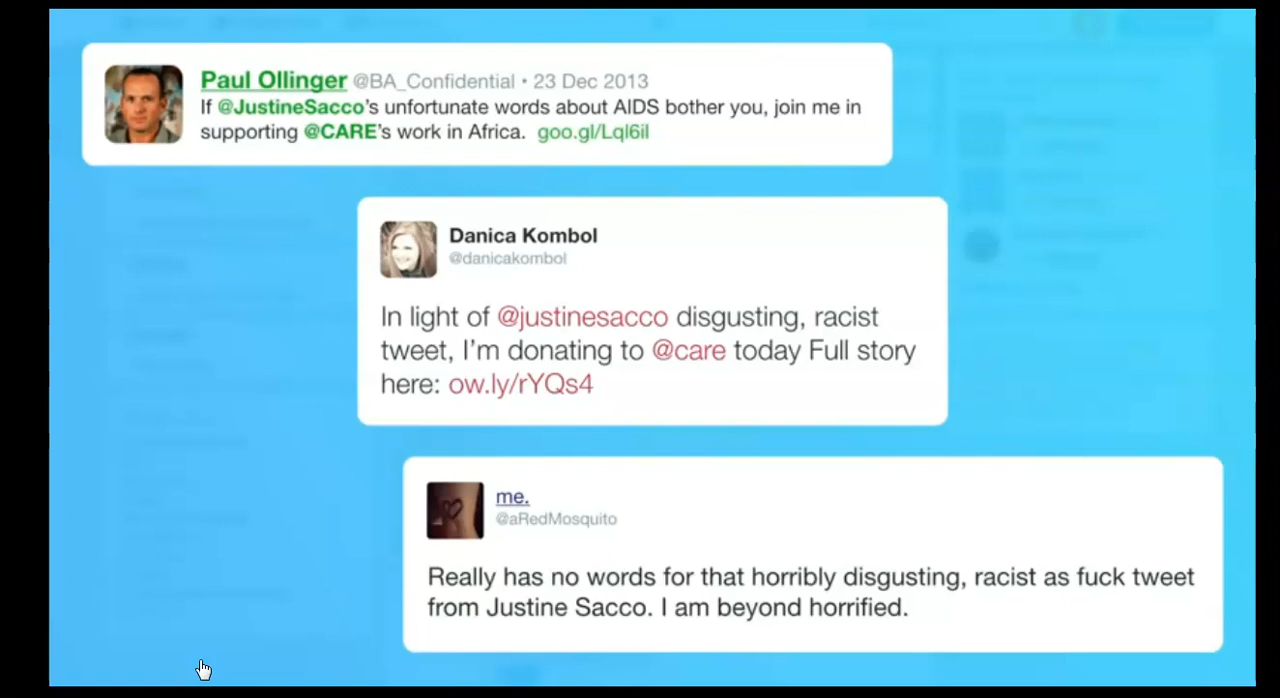 Paul Ollinger @BA_Confidential • 23 Dec 2013
If @JustineSacco's unfortunate words about AIDS bother you, join me in
supporting @CARE's work in Africa. goo.gl/Lql6il
Danica Kombol
@danicakombol
In light of @justinesacco disgusting, racist
tweet, I'm donating to @care today Full story
here: ow.ly/rYQs4
me.
@aRedMosquito
Really has no words for that horribly disgusting, racist as fuck tweet
from Justine Sacco. I am beyond horrified.